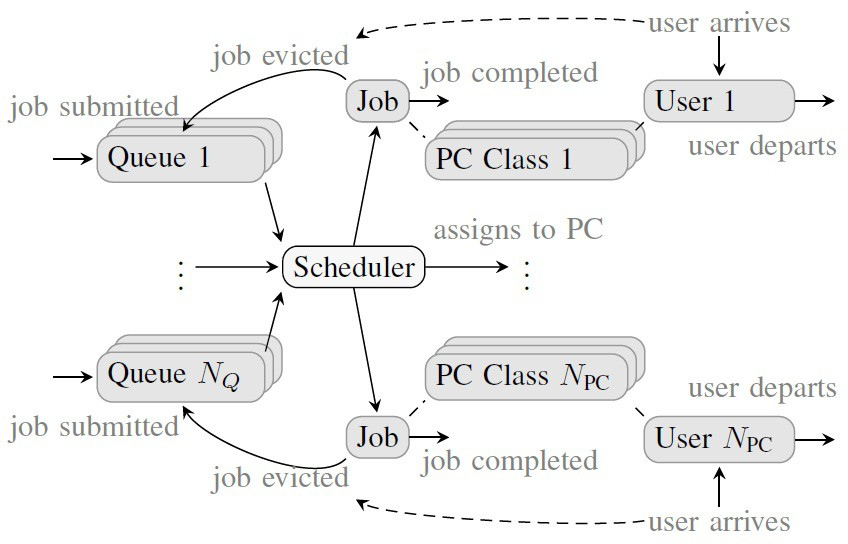 user arrives
job evicted
job completed
job submitted
Job
User 1
Queue 1
PC Class 1
user departs
assigns to PC
⋮
Scheduler
⋮
Queue N_Q
PC Class N_PC
user departs
job submitted
Job
User N_PC
job evicted
job completed
user arrives